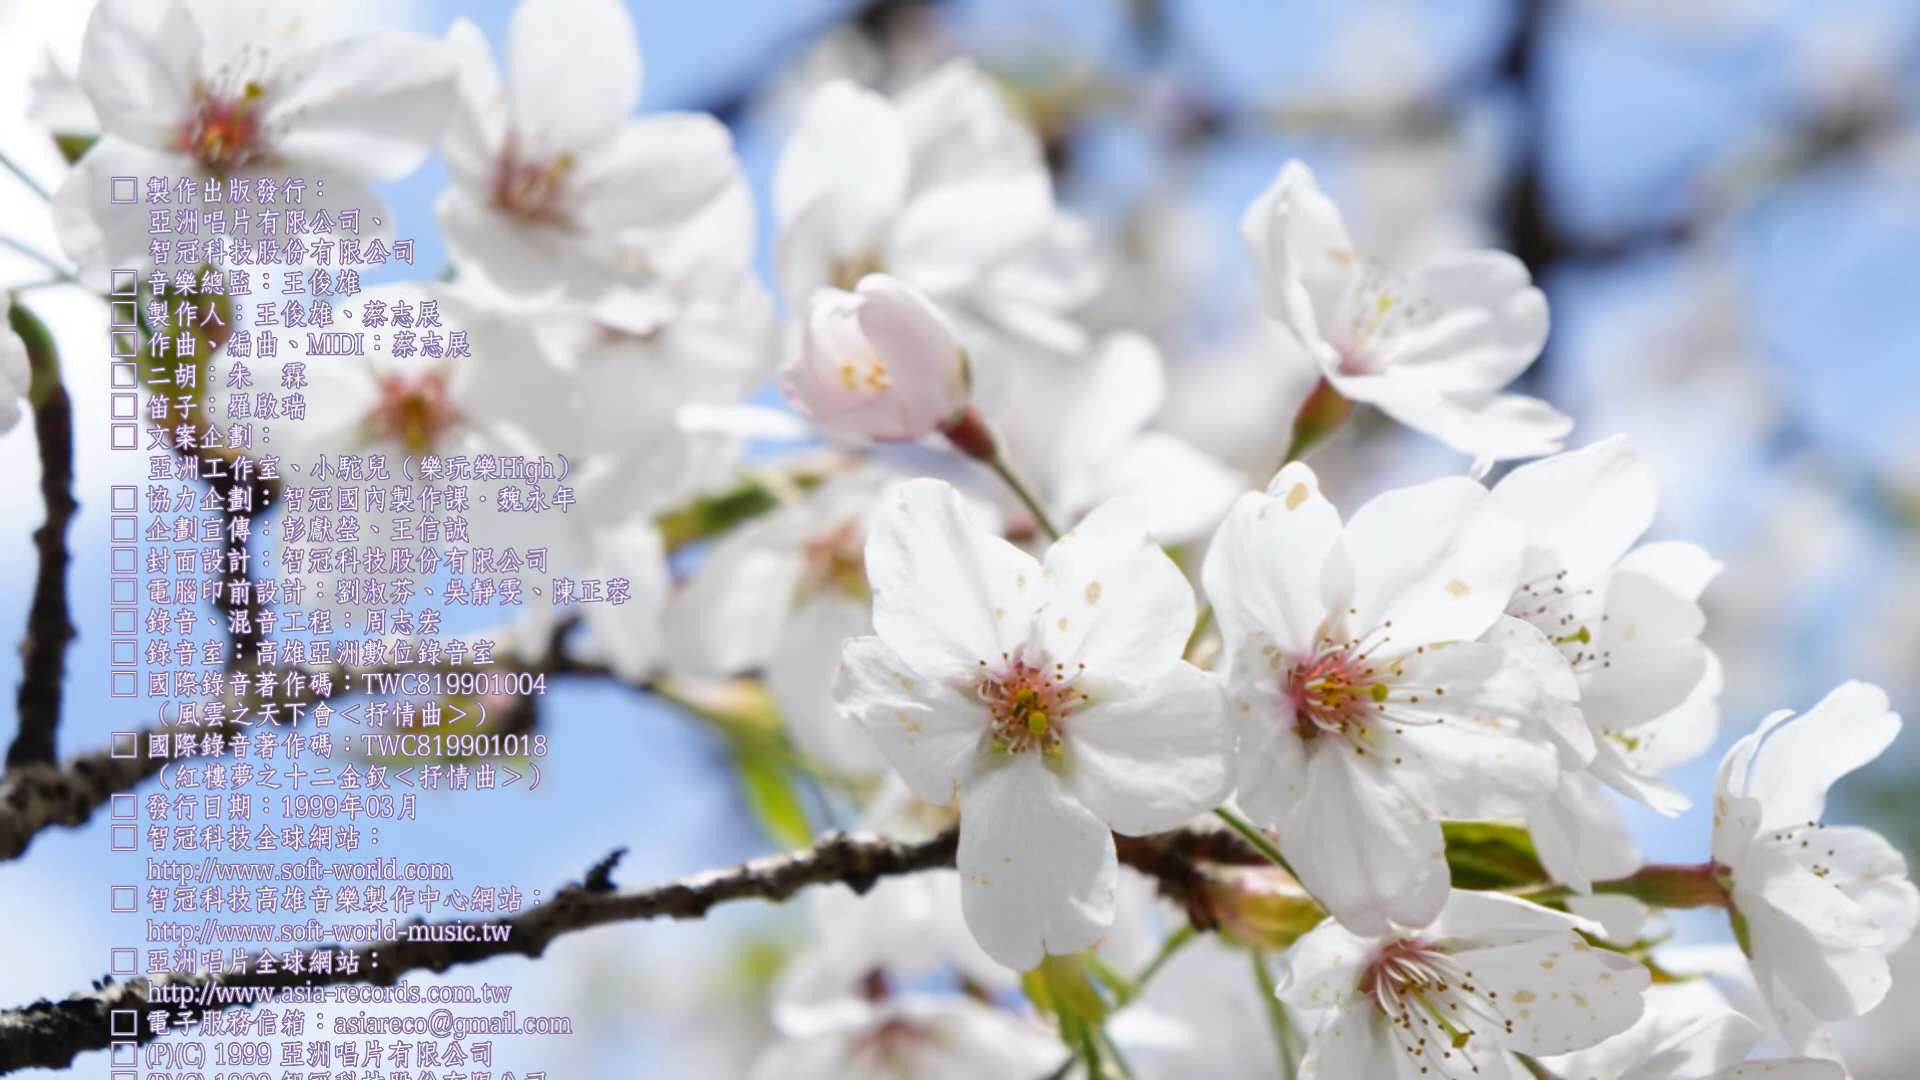 □ 製作出版發行：
亞洲唱片有限公司、
智冠科技股份有限公司
□ 音樂總監：王俊雄
□ 製作人：王俊雄、蔡志展
□ 作曲、編曲、MIDI：蔡志展
□ 二胡：朱　霖
□ 笛子：羅啟瑞
□ 文案企劃：
亞洲工作室、小駝兒（樂玩樂High）
□ 協力企劃：智冠國內製作課．魏永年
□ 企劃宣傳：彭獻瑩、王信誠
□ 封面設計：智冠科技股份有限公司
□ 電腦印前設計：劉淑芬、吳靜雯、陳正蓉
□ 錄音、混音工程：周志宏
□ 錄音室：高雄亞洲數位錄音室
□ 國際錄音著作碼：TWC819901004
（風雲之天下會＜抒情曲＞）
□ 國際錄音著作碼：TWC819901018
（紅樓夢之十二金釵＜抒情曲＞）
□ 發行日期：1999年03月
□ 智冠科技全球網站：
http://www.soft-world.com
□ 智冠科技高雄音樂製作中心網站：
http://www.soft-world-music.tw
□ 亞洲唱片全球網站：
http://www.asia-records.com.tw
□ 電子服務信箱：asiareco@gmail.com
□ (P)(C) 1999 亞洲唱片有限公司
□ (P)(C) 1999 智冠科技股份有限公司